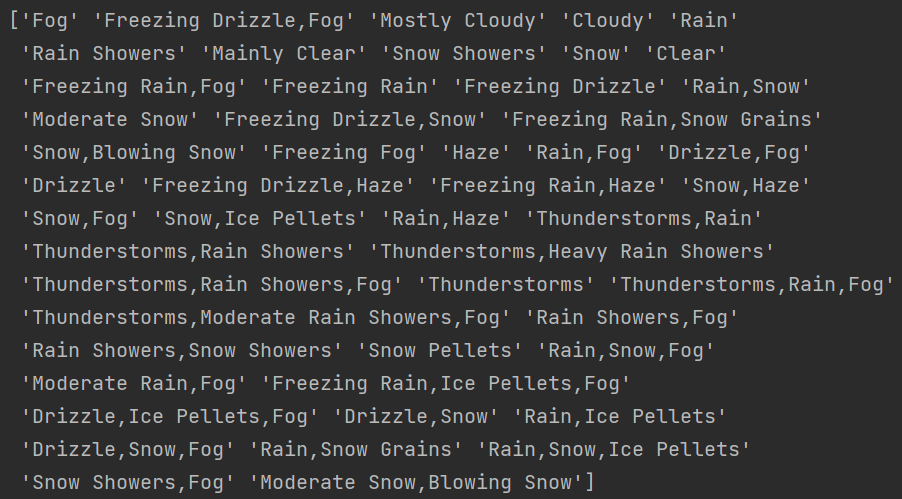 ['Fog' 'Freezing Drizzle,Fog' 'Mostly Cloudy' 'Cloudy' 'Rain'
'Rain Showers' 'Mainly Clear' 'Snow Showers' 'Snow' 'Clear'
'Freezing Rain,Fog' 'Freezing Rain' 'Freezing Drizzle' 'Rain,Snow'
'Moderate Snow' 'Freezing Drizzle,Snow' 'Freezing Rain,Snow Grains'
'Snow,Blowing Snow' 'Freezing Fog' 'Haze' 'Rain,Fog' 'Drizzle,Fog'
'Drizzle' 'Freezing Drizzle,Haze' 'Freezing Rain,Haze' 'Snow,Haze'
'Snow,Fog' 'Snow,Ice Pellets' 'Rain,Haze' 'Thunderstorms,Rain'
'Thunderstorms,Rain Showers' 'Thunderstorms,Heavy Rain Showers'
'Thunderstorms,Rain Showers,Fog' 'Thunderstorms' 'Thunderstorms,Rain,Fog'
'Thunderstorms,Moderate Rain Showers,Fog' 'Rain Showers,Fog'
'Rain Showers,Snow Showers' 'Snow Pellets' 'Rain,Snow,Fog'
'Moderate Rain,Fog' 'Freezing Rain,Ice Pellets,Fog'
'Drizzle,Ice Pellets,Fog' 'Drizzle,Snow' 'Rain,Ice Pellets'
'Drizzle,Snow,Fog' 'Rain,Snow Grains' 'Rain,Snow,Ice Pellets'
'Snow Showers,Fog' 'Moderate Snow,Blowing Snow']